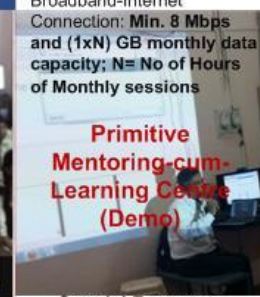 Broadband-Internet
Connection: Min. 8 Mbps
and (1xN) GB monthly data
capacity; N= No of Hours
of Monthly sessions
Primitive
Mentoring-cum-
Learning Centre
(Demo)